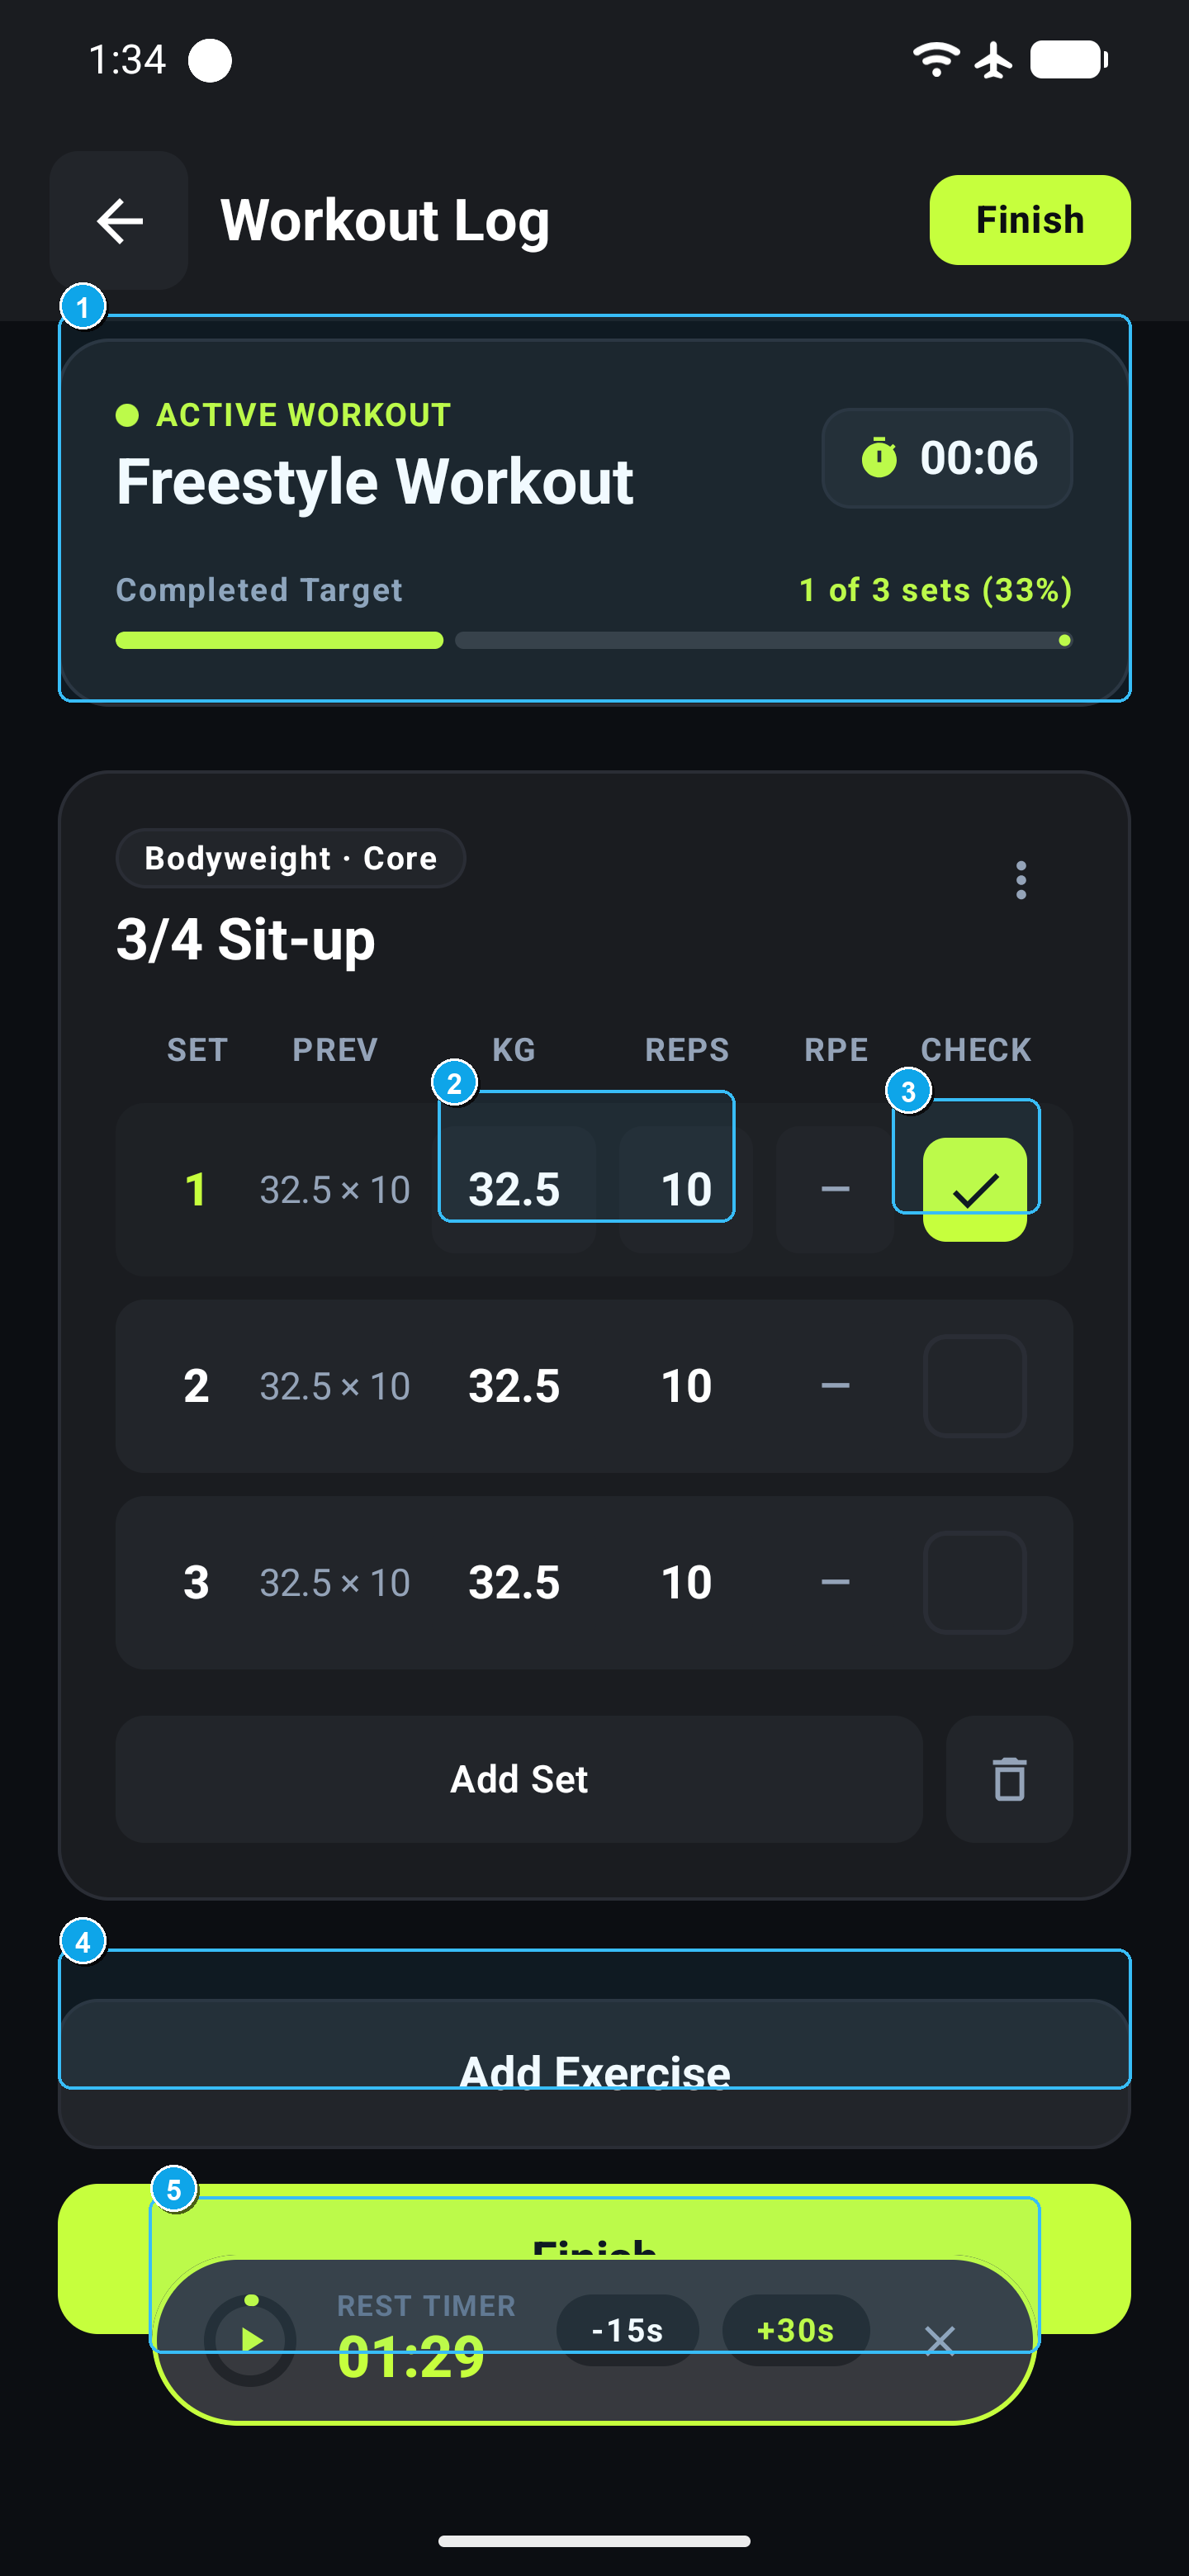 1:34
Workout Log
Finish
1
ACTIVE WORKOUT
Freestyle Workout
00:06
Completed Target
1 of 3 sets (33%)
Bodyweight · Core
3/4 Sit-up
SET PREV KG REPS RPE CHECK
2 3
1 32.5 × 10 32.5 10 –
2 32.5 × 10 32.5 10 –
3 32.5 × 10 32.5 10 –
Add Set
4
Add Exercise
5
Finish
REST TIMER
01:29
-15s +30s